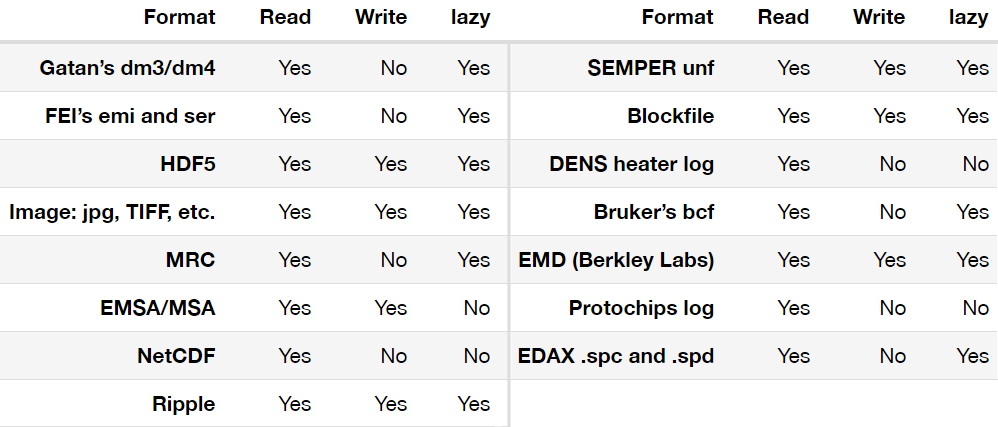 Format Read Write lazy Format Read Write lazy
Gatan’s dm3/dm4 Yes No Yes SEMPER unf Yes Yes Yes
FEI’s emi and ser Yes No Yes Blockfile Yes Yes Yes
HDF5 Yes Yes Yes DENS heater log Yes No No
Image: jpg, TIFF, etc. Yes Yes Yes Bruker’s bcf Yes No Yes
MRC Yes No Yes EMD (Berkley Labs) Yes Yes Yes
EMSA/MSA Yes Yes No Protochips log Yes No No
NetCDF Yes No No EDAX .spc and .spd Yes No Yes
Ripple Yes Yes Yes